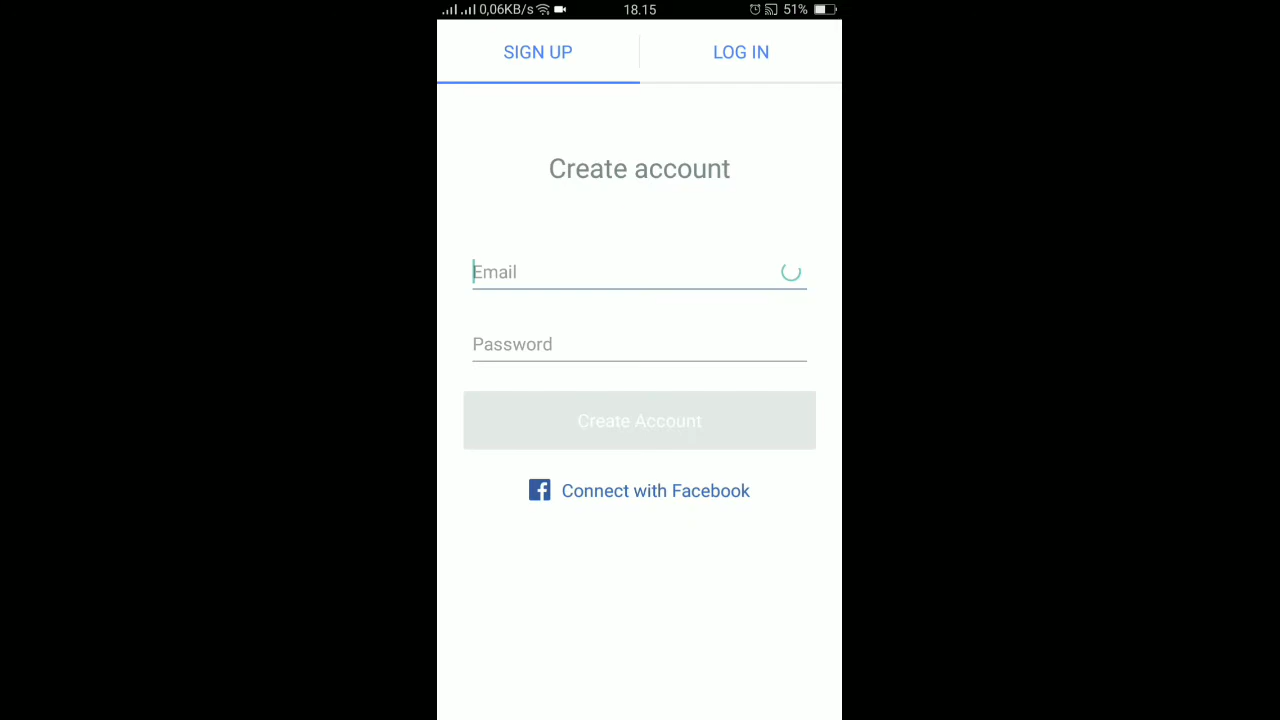 0,06KB/s 18.15 51%
SIGN UP LOG IN
Create account
Email
Password
Create Account
Connect with Facebook